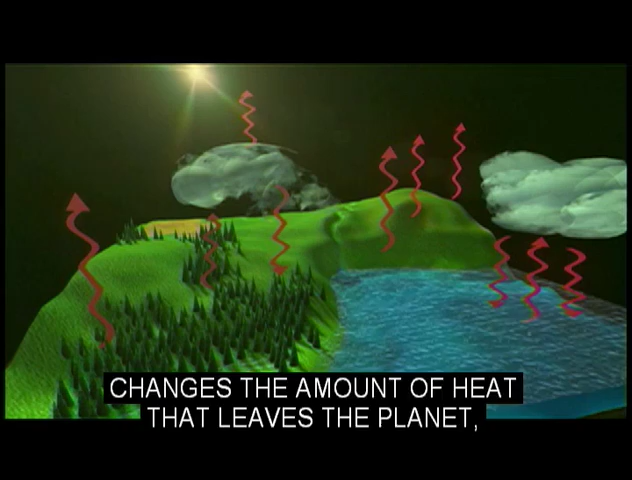 CHANGES THE AMOUNT OF HEAT
THAT LEAVES THE PLANET,